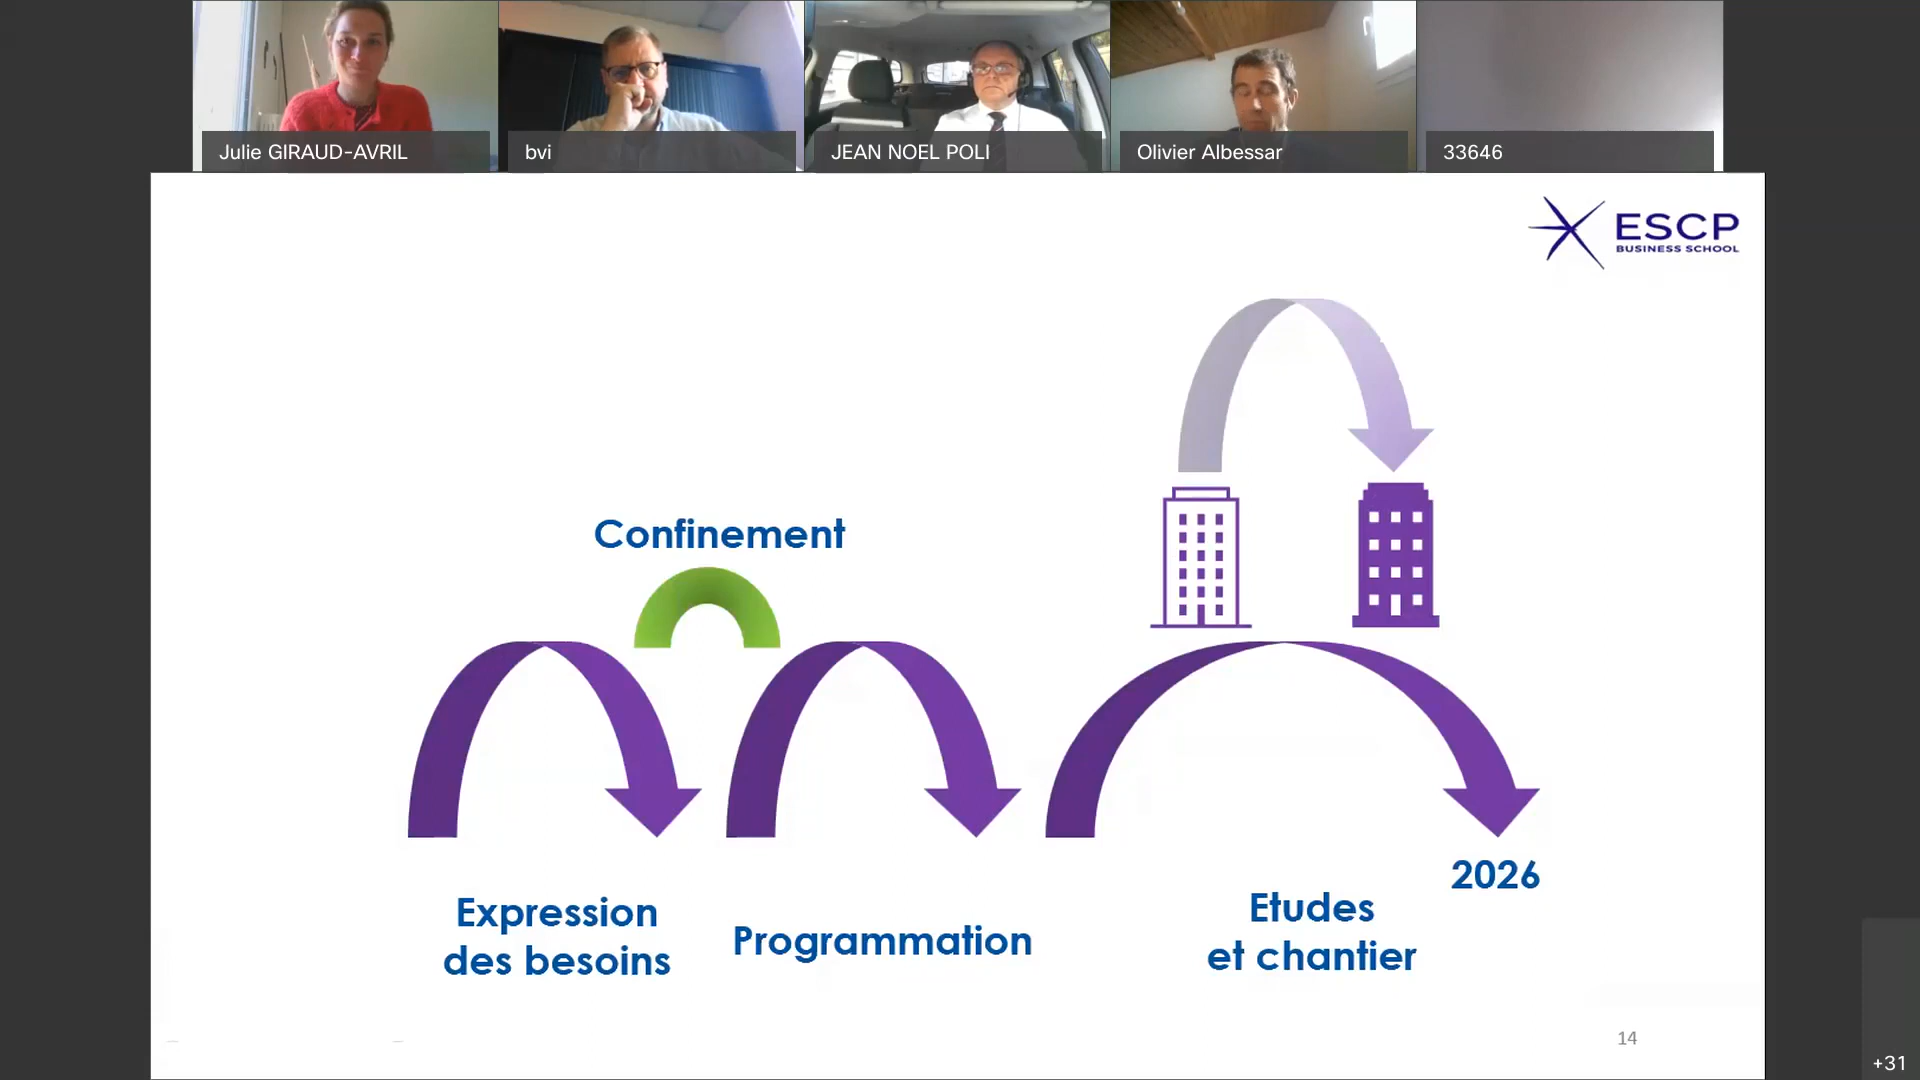 Julie GIRAUD-AVRIL
bvi
JEAN NOEL POLI
Olivier Albessar
33646
ESCP
BUSINESS SCHOOL
Confinement
2026
Expression
des besoins
Programmation
Etudes
et chantier
14
+31